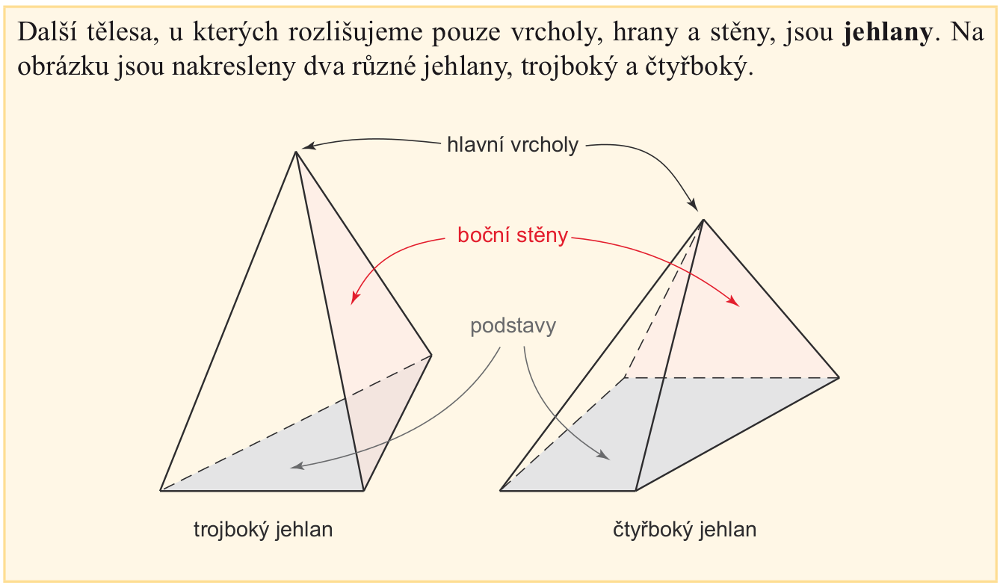 Další tělesa, u kterých rozlišujeme pouze vrcholy, hrany a stěny, jsou jehlany. Na
obrázku jsou nakresleny dva různé jehlany, trojboký a čtyřboký.
hlavní vrcholy
boční stěny
podstavy
trojboký jehlan
čtyřboký jehlan